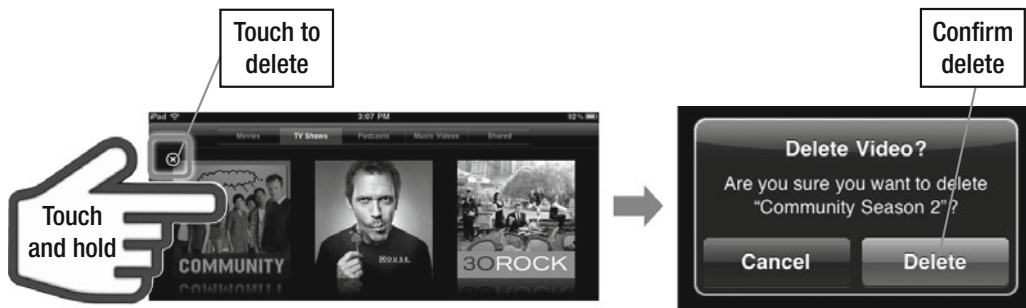 Touch to
delete
Confirm
delete
iPad 3:07 PM 92%
Movies TV Shows Podcasts Music Videos Shared
Touch
and hold
COMMUNITY
HOUSE
30ROCK
Delete Video?
Are you sure you want to delete
“Community Season 2”?
Cancel Delete